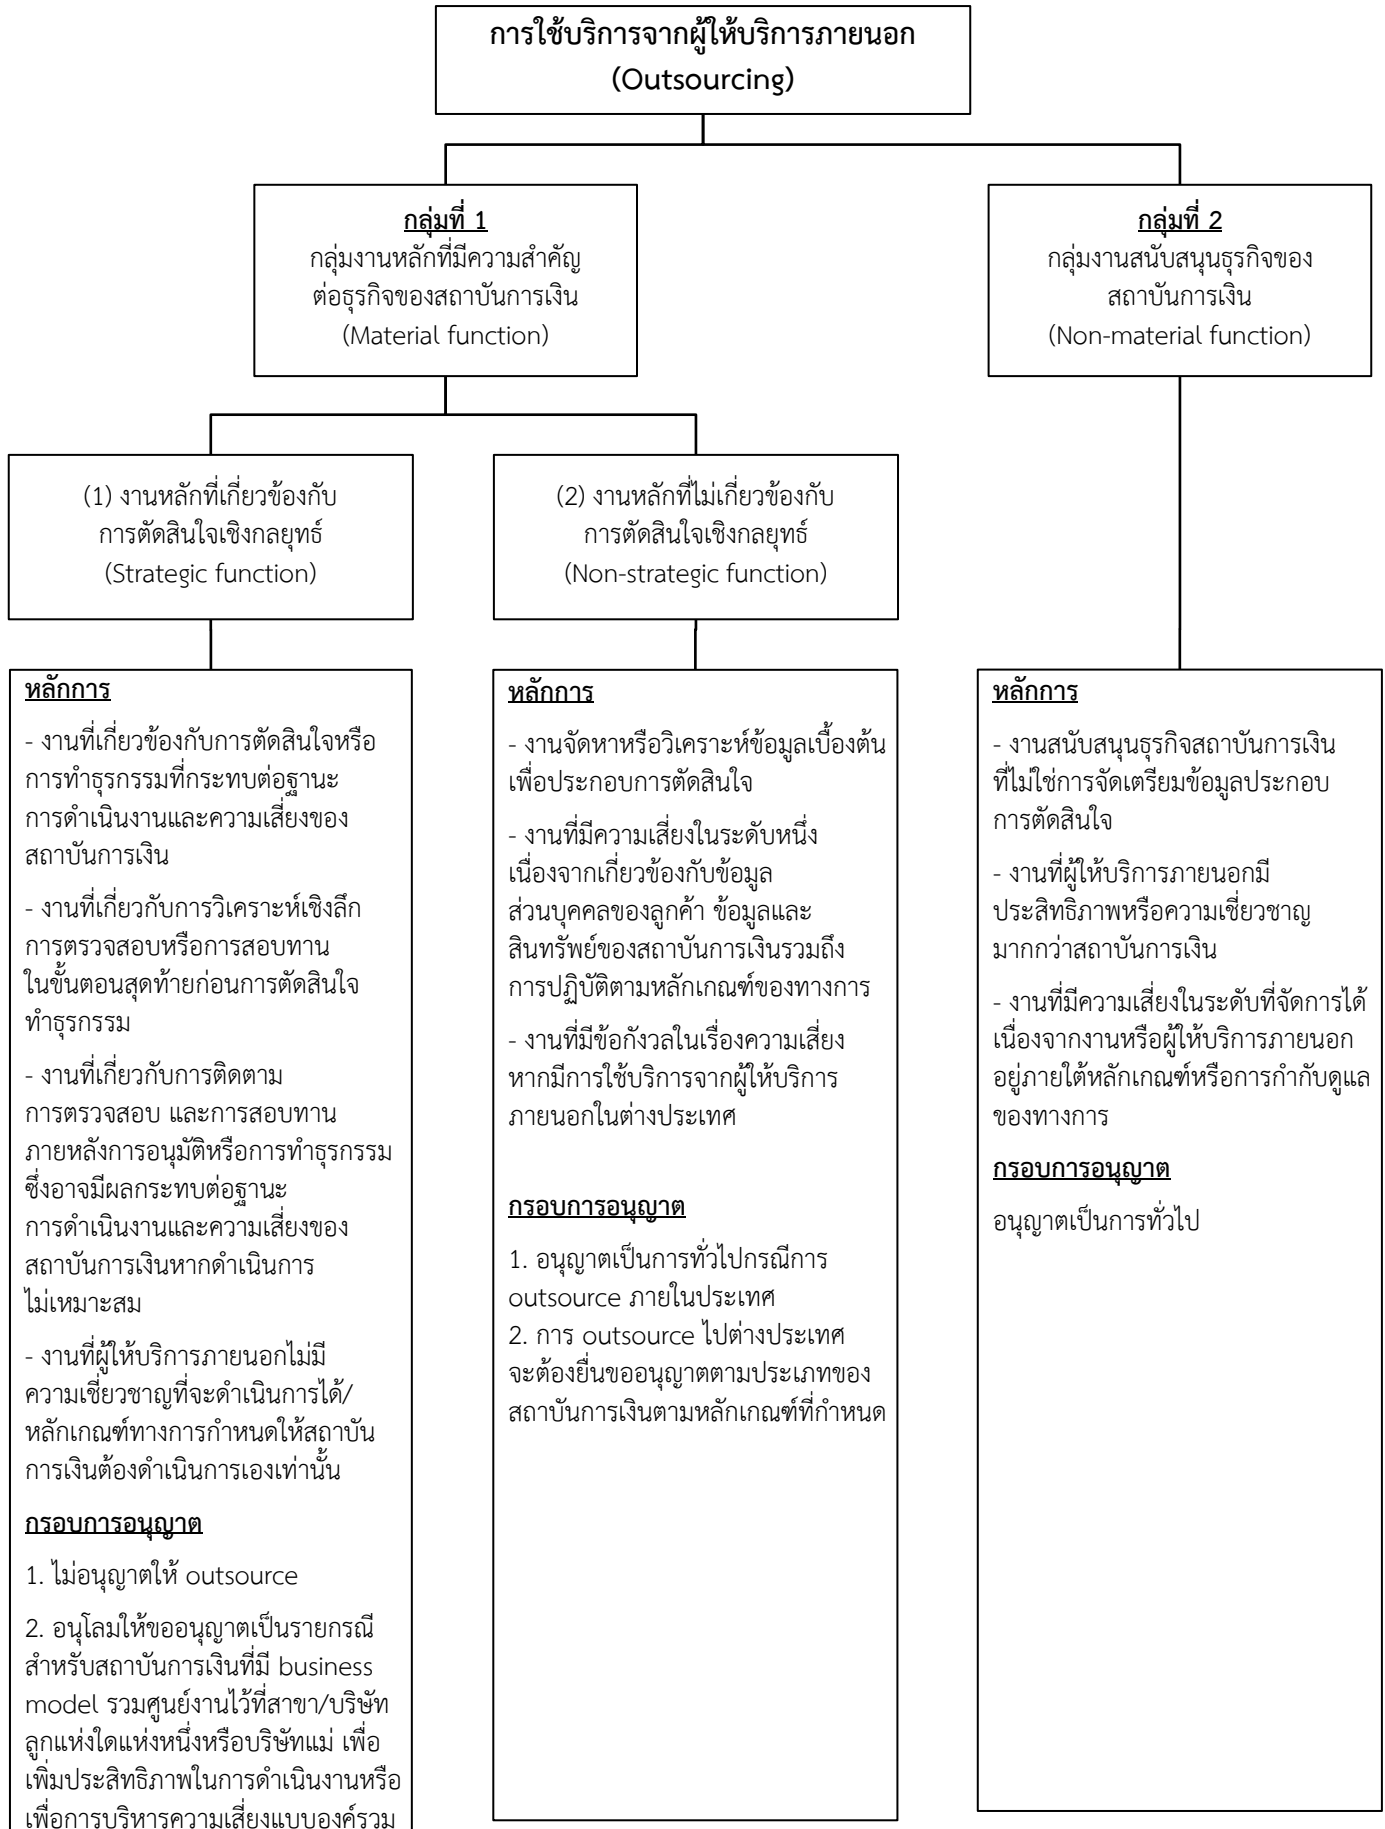 การใช้บริการจากผู้ให้บริการภายนอก
(Outsourcing)
กลุ่มที่ 1
กลุ่มงานหลักที่มีความสำคัญ
ต่อธุรกิจของสถาบันการเงิน
(Material function)
กลุ่มที่ 2
กลุ่มงานสนับสนุนธุรกิจของ
สถาบันการเงิน
(Non-material function)
(1) งานหลักที่เกี่ยวข้องกับ
การตัดสินใจเชิงกลยุทธ์
(Strategic function)
(2) งานหลักที่ไม่เกี่ยวข้องกับ
การตัดสินใจเชิงกลยุทธ์
(Non-strategic function)
หลักการ
- งานที่เกี่ยวข้องกับการตัดสินใจหรือ
การทำธุรกรรมที่กระทบต่อฐานะ
การดำเนินงานและความเสี่ยงของ
สถาบันการเงิน
- งานที่เกี่ยวกับการวิเคราะห์เชิงลึก
การตรวจสอบหรือการสอบทาน
ในขั้นตอนสุดท้ายก่อนการตัดสินใจ
ทำธุรกรรม
- งานที่เกี่ยวกับการติดตาม
การตรวจสอบ และการสอบทาน
ภายหลังการอนุมัติหรือการทำธุรกรรม
ซึ่งอาจมีผลกระทบต่อฐานะ
การดำเนินงานและความเสี่ยงของ
สถาบันการเงินหากดำเนินการ
ไม่เหมาะสม
- งานที่ผู้ให้บริการภายนอกไม่มี
ความเชี่ยวชาญที่จะดำเนินการได้/
หลักเกณฑ์ทางการกำหนดให้สถาบัน
การเงินต้องดำเนินการเองเท่านั้น
กรอบการอนุญาต
1. ไม่อนุญาตให้ outsource
2. อนุโลมให้ขออนุญาตเป็นรายกรณี
สำหรับสถาบันการเงินที่มี business
model รวมศูนย์งานไว้ที่สาขา/บริษัท
ลูกแห่งใดแห่งหนึ่งหรือบริษัทแม่ เพื่อ
เพิ่มประสิทธิภาพในการดำเนินงานหรือ
เพื่อการบริหารความเสี่ยงแบบองค์รวม
หลักการ
- งานจัดหาหรือวิเคราะห์ข้อมูลเบื้องต้น
เพื่อประกอบการตัดสินใจ
- งานที่มีความเสี่ยงในระดับหนึ่ง
เนื่องจากเกี่ยวข้องกับข้อมูล
ส่วนบุคคลของลูกค้า ข้อมูลและ
สินทรัพย์ของสถาบันการเงินรวมถึง
การปฏิบัติตามหลักเกณฑ์ของทางการ
- งานที่มีข้อกังวลในเรื่องความเสี่ยง
หากมีการใช้บริการจากผู้ให้บริการ
ภายนอกในต่างประเทศ
กรอบการอนุญาต
1. อนุญาตเป็นการทั่วไปกรณีการ
outsource ภายในประเทศ
2. การ outsource ไปต่างประเทศ
จะต้องยื่นขออนุญาตตามประเภทของ
สถาบันการเงินตามหลักเกณฑ์ที่กำหนด
หลักการ
- งานสนับสนุนธุรกิจสถาบันการเงิน
ที่ไม่ใช่การจัดเตรียมข้อมูลประกอบ
การตัดสินใจ
- งานที่ผู้ให้บริการภายนอกมี
ประสิทธิภาพหรือความเชี่ยวชาญ
มากกว่าสถาบันการเงิน
- งานที่มีความเสี่ยงในระดับที่จัดการได้
เนื่องจากงานหรือผู้ให้บริการภายนอก
อยู่ภายใต้หลักเกณฑ์หรือการกำกับดูแล
ของทางการ
กรอบการอนุญาต
อนุญาตเป็นการทั่วไป